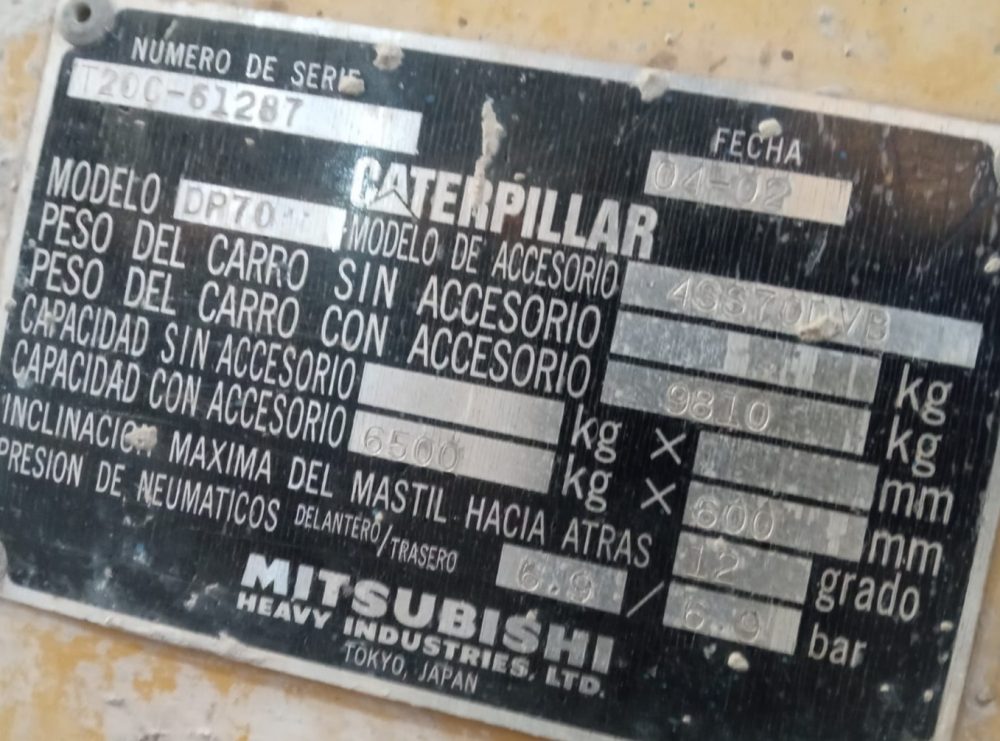 NUMERO DE SERIE
T20C-61287
FECHA
04-02
CATERPILLAR
MODELO DP70
MODELO DE ACCESORIO
PESO DEL CARRO SIN ACCESORIO kg
PESO DEL CARRO CON ACCESORIO 9810 kg
CAPACIDAD SIN ACCESORIO kg X mm
CAPACIDAD CON ACCESORIO 6500 kg X 600 mm
INCLINACION MAXIMA DEL MASTIL HACIA ATRAS 12 grado
PRESION DE NEUMATICOS DELANTERO/TRASERO 6.9 / 6.9 bar
MITSUBISHI
HEAVY INDUSTRIES, LTD.
TOKYO, JAPAN